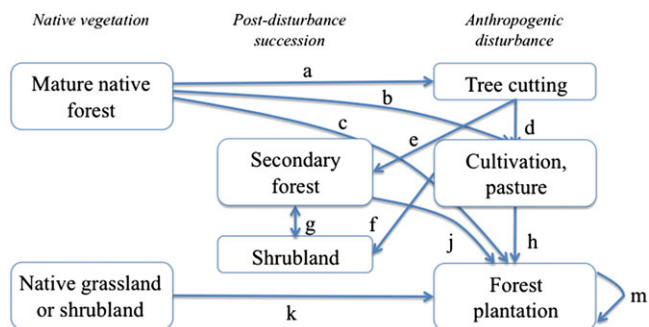 Native vegetation
Post-disturbance
succession
Anthropogenic
disturbance
Mature native
forest
a
Tree cutting
b
c
d
e
Secondary
forest
Cultivation,
pasture
g
f
j
h
Shrubland
Native grassland
or shrubland
k
Forest
plantation
m